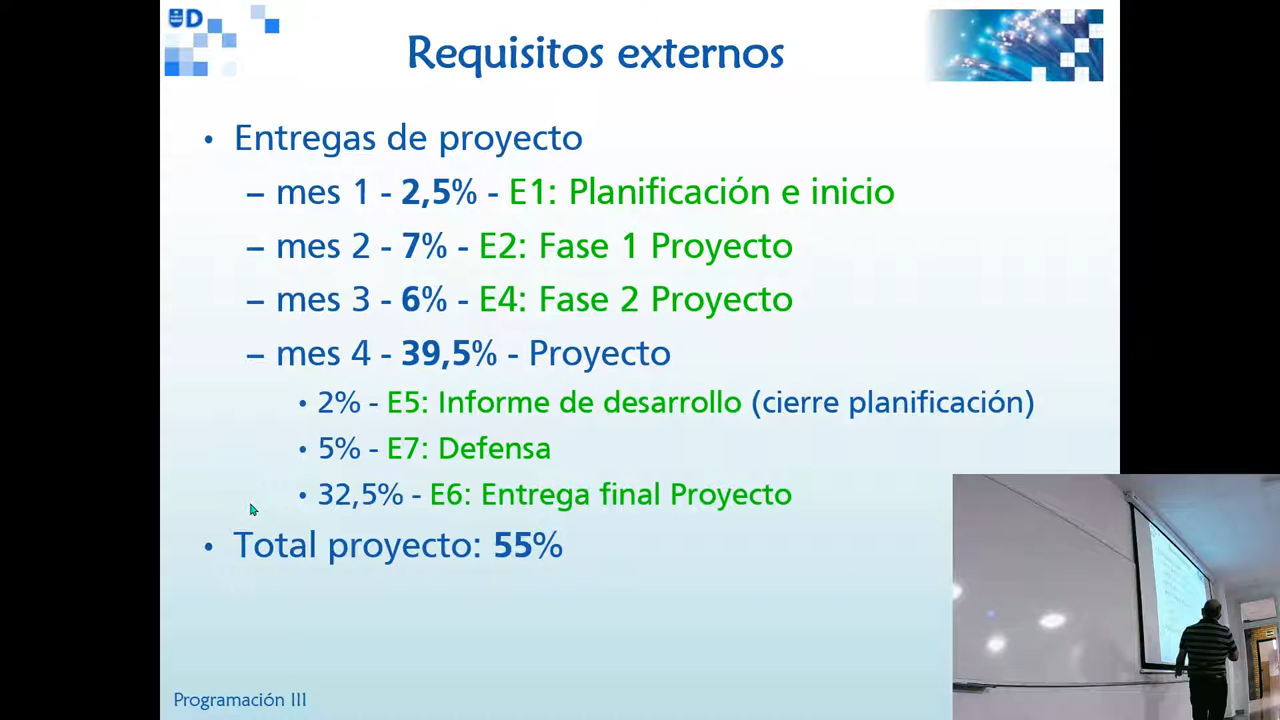 UD
Requisitos externos
• Entregas de proyecto
– mes 1 - 2,5% - E1: Planificación e inicio
– mes 2 - 7% - E2: Fase 1 Proyecto
– mes 3 - 6% - E4: Fase 2 Proyecto
– mes 4 - 39,5% - Proyecto
• 2% - E5: Informe de desarrollo (cierre planificación)
• 5% - E7: Defensa
• 32,5% - E6: Entrega final Proyecto
• Total proyecto: 55%
Programación III